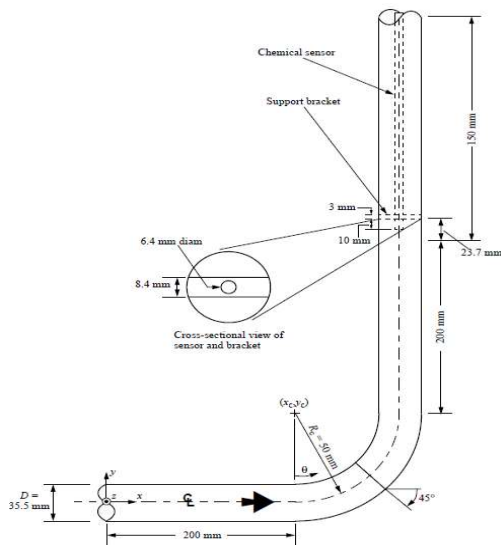 Chemical sensor
Support bracket
150 mm
3 mm
6.4 mm diam
10 mm
23.7 mm
8.4 mm
Cross-sectional view of
sensor and bracket
200 mm
(xc,yc)
Rc = 50 mm
θ
y
D =
35.5 mm
z
x
CL
45°
200 mm